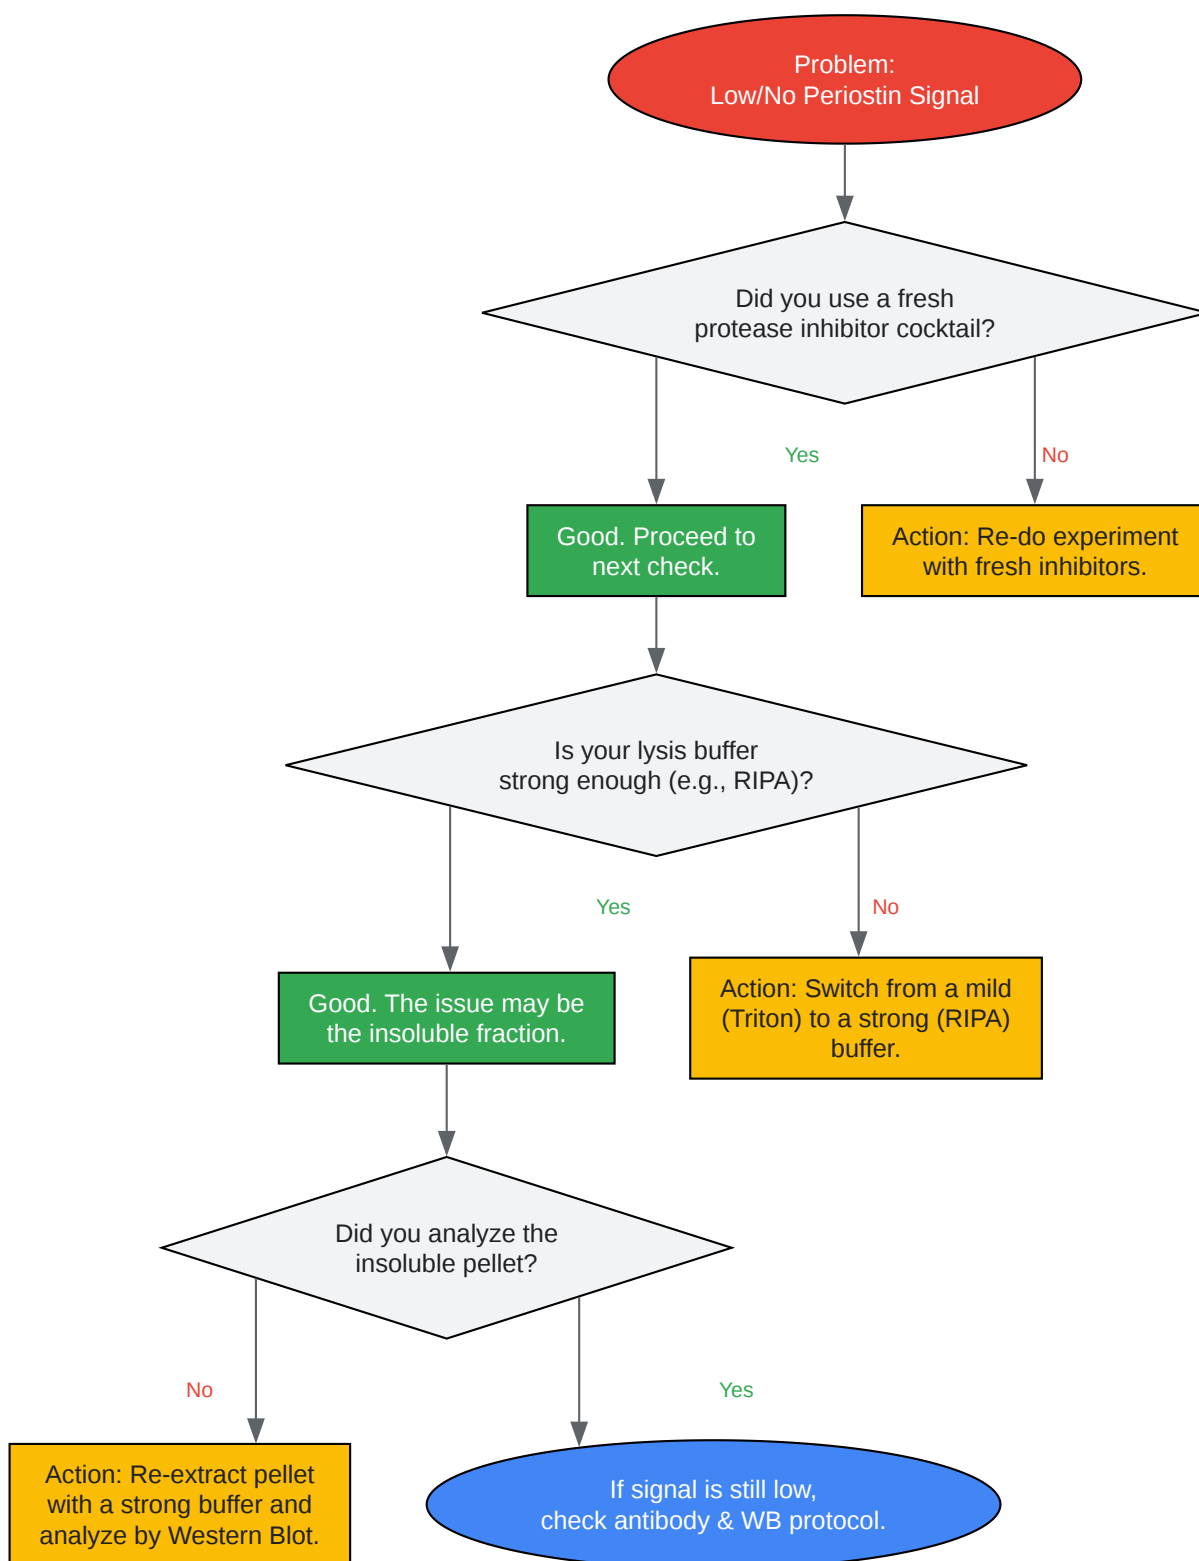 Problem:
Low/No Periostin Signal
Did you use a fresh
protease inhibitor cocktail?
Yes
No
Good. Proceed to
next check.
Action: Re-do experiment
with fresh inhibitors.
Is your lysis buffer
strong enough (e.g., RIPA)?
Yes
No
Good. The issue may be
the insoluble fraction.
Action: Switch from a mild
(Triton) to a strong (RIPA)
buffer.
Did you analyze the
insoluble pellet?
No
Yes
Action: Re-extract pellet
with a strong buffer and
analyze by Western Blot.
If signal is still low,
check antibody & WB protocol.